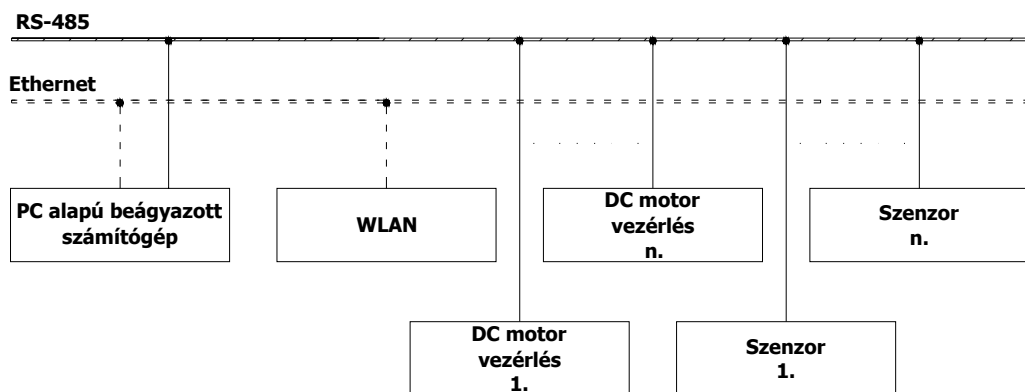 RS-485
Ethernet
PC alapú beágyazott
számítógép
WLAN
DC motor
vezérlés
n.
Szenzor
n.
DC motor
vezérlés
1.
Szenzor
1.